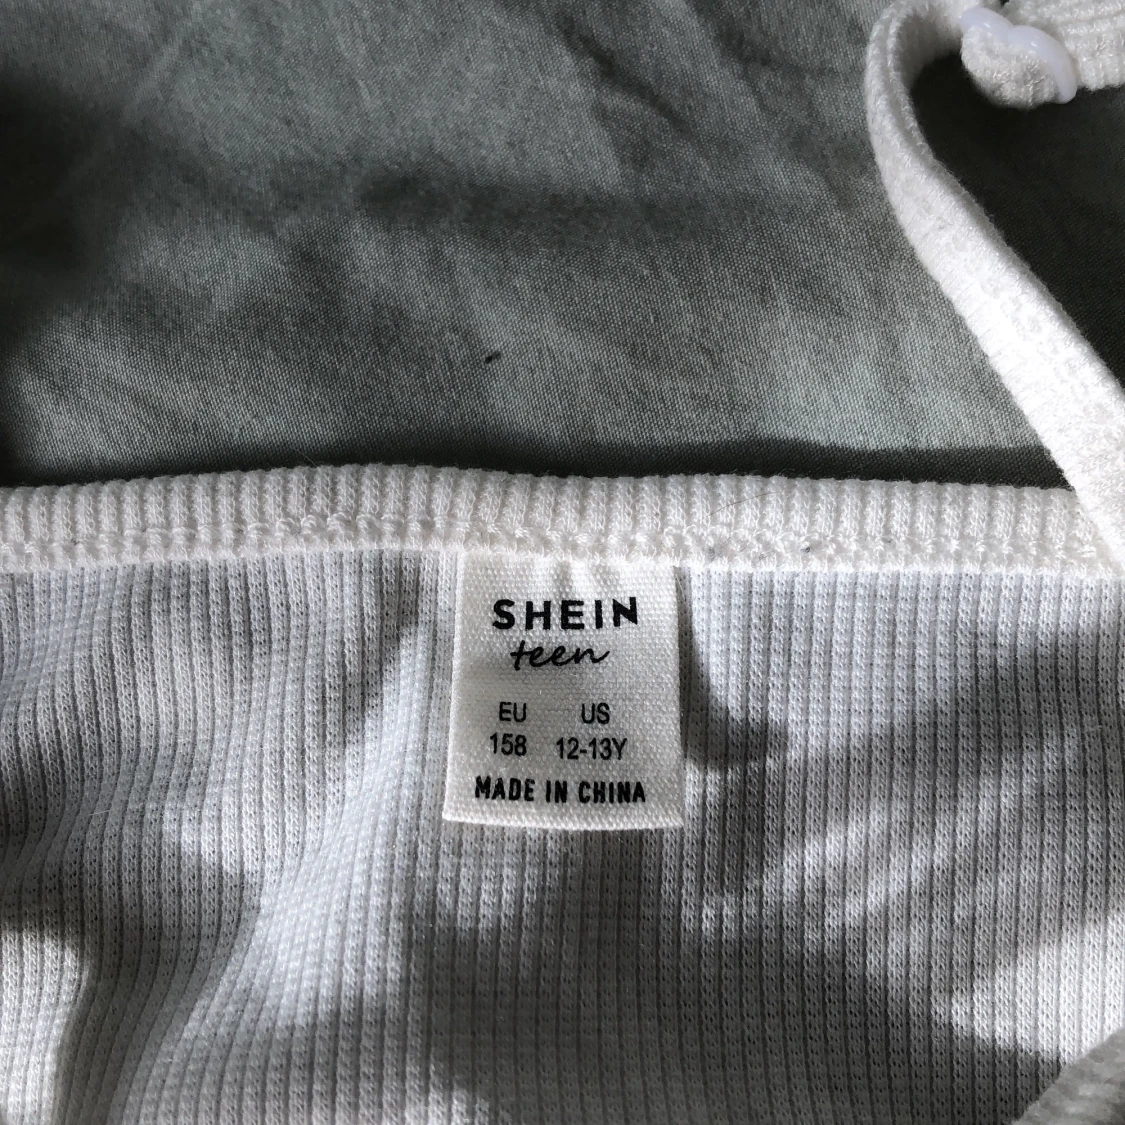 SHEIN
teen
EU US
158 12-13Y
MADE IN CHINA